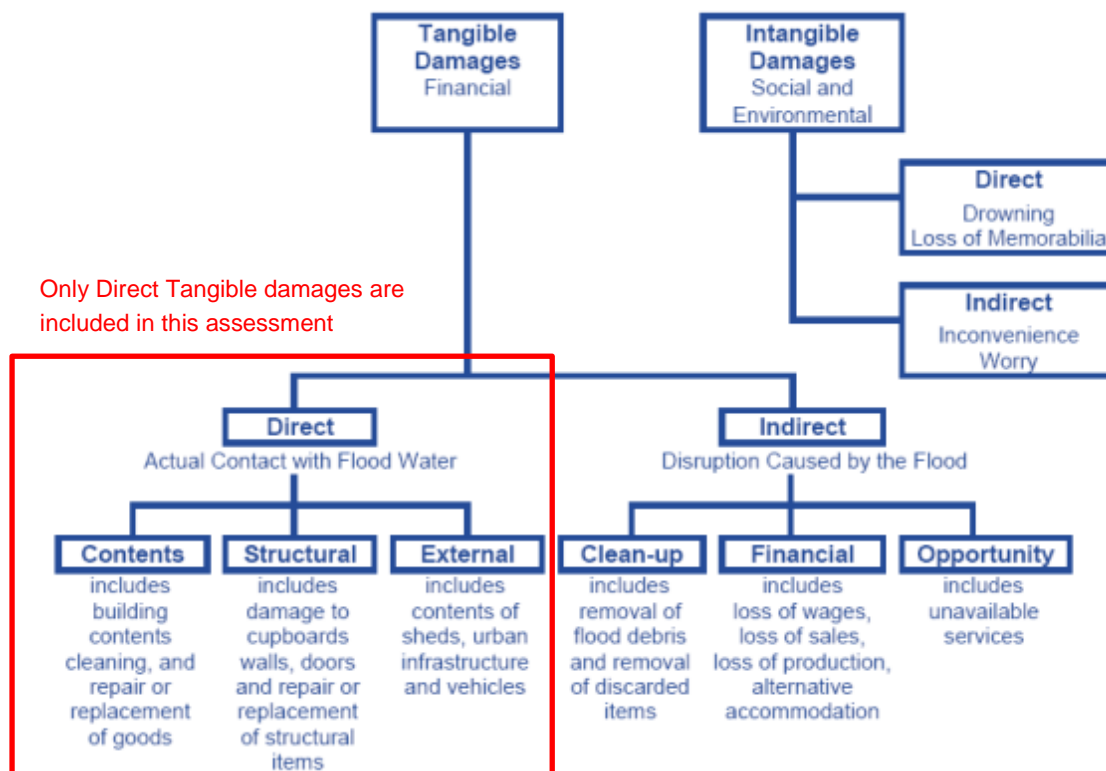 Tangible
Damages
Financial
Intangible
Damages
Social and
Environmental
Direct
Drowning
Loss of Memorabilia
Indirect
Inconvenience
Worry
Only Direct Tangible damages are
included in this assessment
Direct
Actual Contact with Flood Water
Indirect
Disruption Caused by the Flood
Contents
includes
building
contents
cleaning, and
repair or
replacement
of goods
Structural
includes
damage to
cupboards
walls, doors
and repair or
replacement
of structural
items
External
includes
contents of
sheds, urban
infrastructure
and vehicles
Clean-up
includes
removal of
flood debris
and removal
of discarded
items
Financial
includes
loss of wages,
loss of sales,
loss of production,
alternative
accommodation
Opportunity
includes
unavailable
services